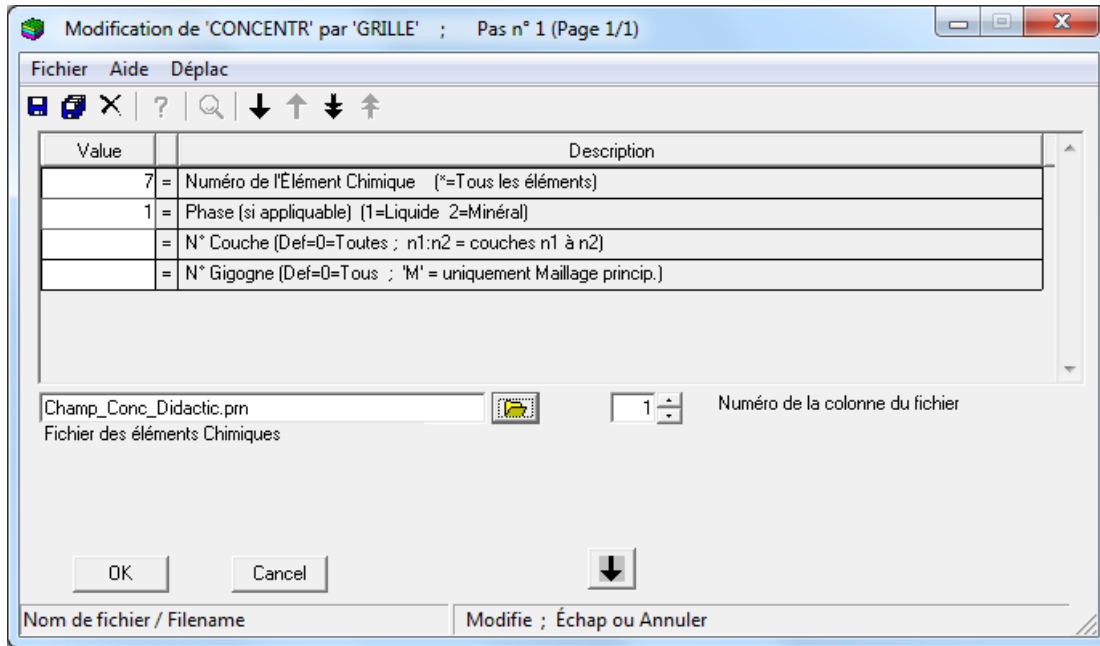 Modification de 'CONCENTR' par 'GRILLE' ; Pas n° 1 (Page 1/1)
Fichier Aide Déplac
Value Description
7 = Numéro de l'Élément Chimique (*=Tous les éléments)
1 = Phase (si appliquable) (1=Liquide 2=Minéral)
= N° Couche (Def=0=Toutes ; n1:n2 = couches n1 à n2)
= N° Gigogne (Def=0=Tous ; 'M' = uniquement Maillage princip.)
Champ_Conc_Didactic.prn 1 Numéro de la colonne du fichier
Fichier des éléments Chimiques
OK Cancel
Nom de fichier / Filename Modifie ; Échap ou Annuler